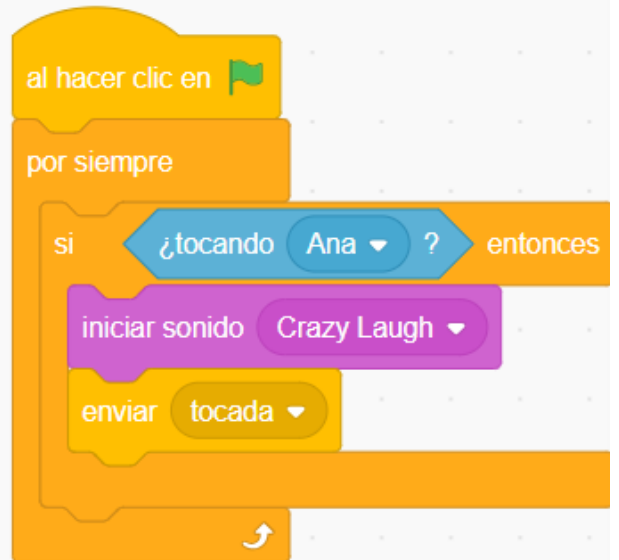 al hacer clic en
por siempre
si ¿tocando Ana ? entonces
iniciar sonido Crazy Laugh
enviar tocada